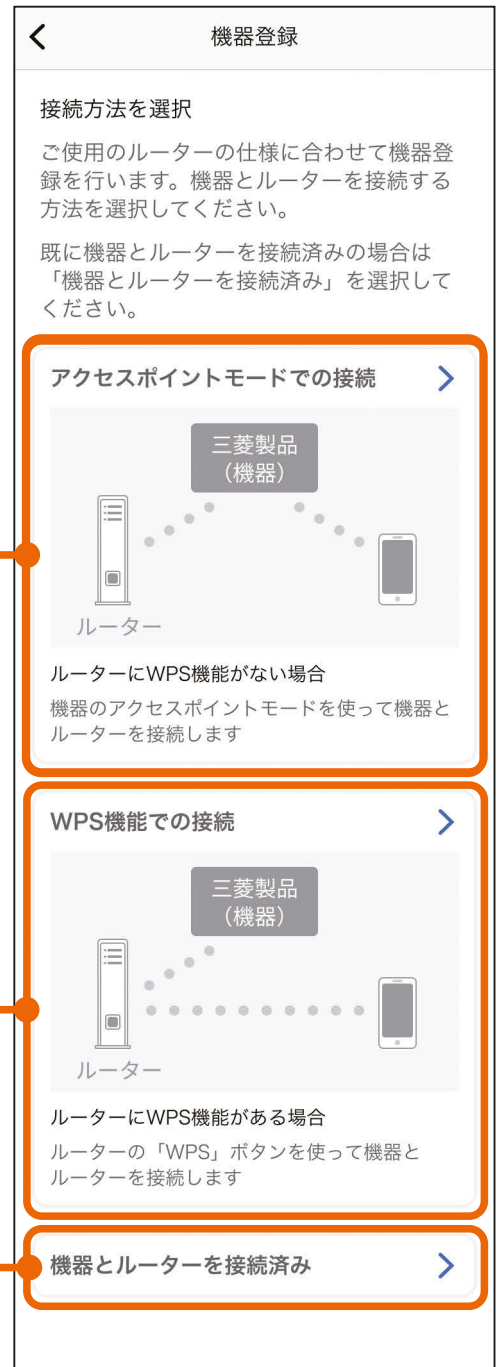 機器登録
接続方法を選択
ご使用のルーターの仕様に合わせて機器登
録を行います。機器とルーターを接続する
方法を選択してください。
既に機器とルーターを接続済みの場合は
「機器とルーターを接続済み」を選択して
ください。
アクセスポイントモードでの接続
三菱製品
（機器）
ルーター
ルーターにWPS機能がない場合
機器のアクセスポイントモードを使って機器と
ルーターを接続します
WPS機能での接続
三菱製品
（機器）
ルーター
ルーターにWPS機能がある場合
ルーターの「WPS」ボタンを使って機器と
ルーターを接続します
機器とルーターを接続済み